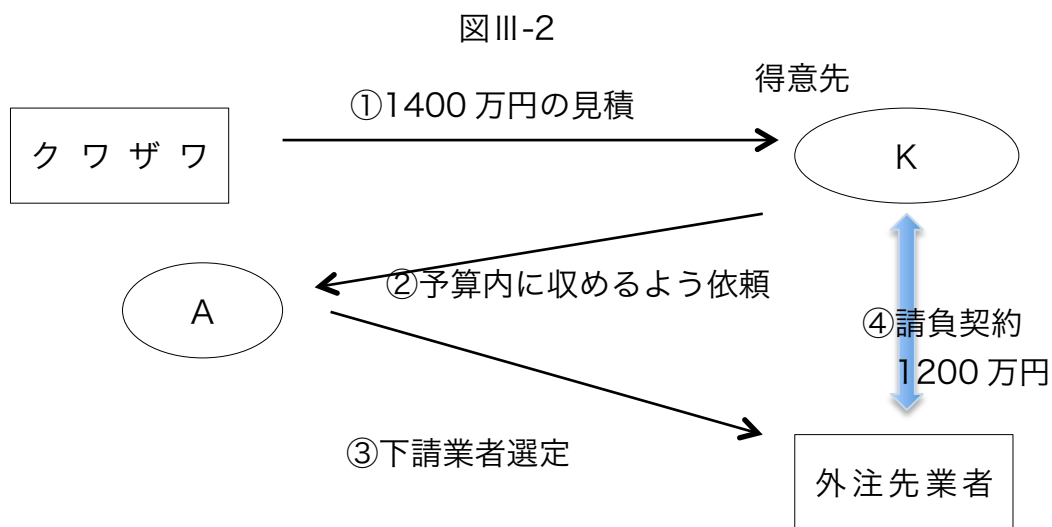 図Ⅲ-2
得意先
①1400万円の見積
クワザワ
K
②予算内に収めるよう依頼
A
④請負契約
1200万円
③下請業者選定
外注先業者